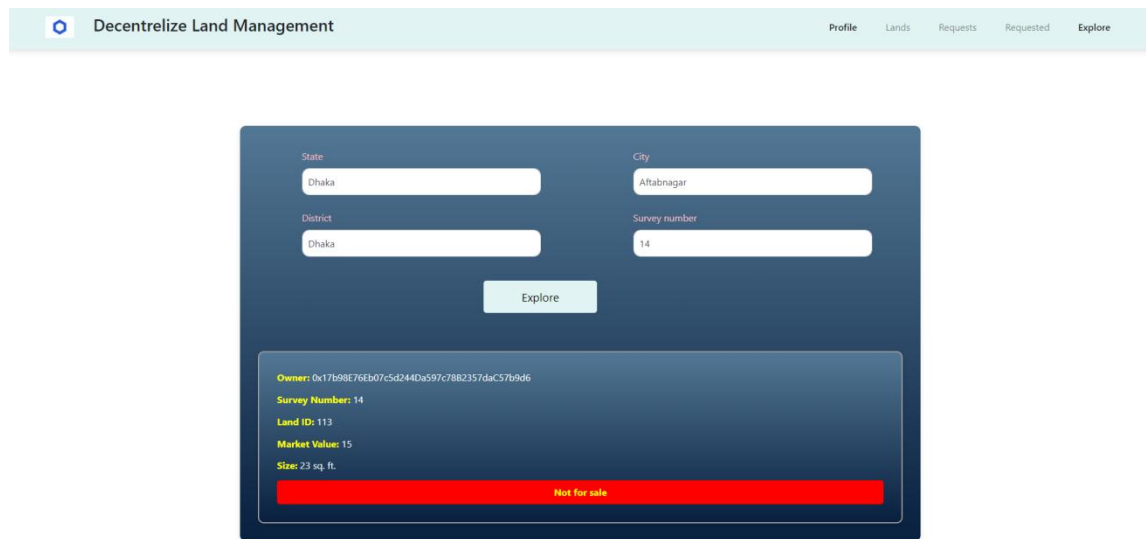 Decentrelize Land Management
Profile Lands Requests Requested Explore
State City
Dhaka Aftabnagar
District Survey number
Dhaka 14
Explore
Owner: 0x17b98E76Eb07c5d244Da597c78B2357daC57b9d6
Survey Number: 14
Land ID: 113
Market Value: 15
Size: 23 sq. ft.
Not for sale